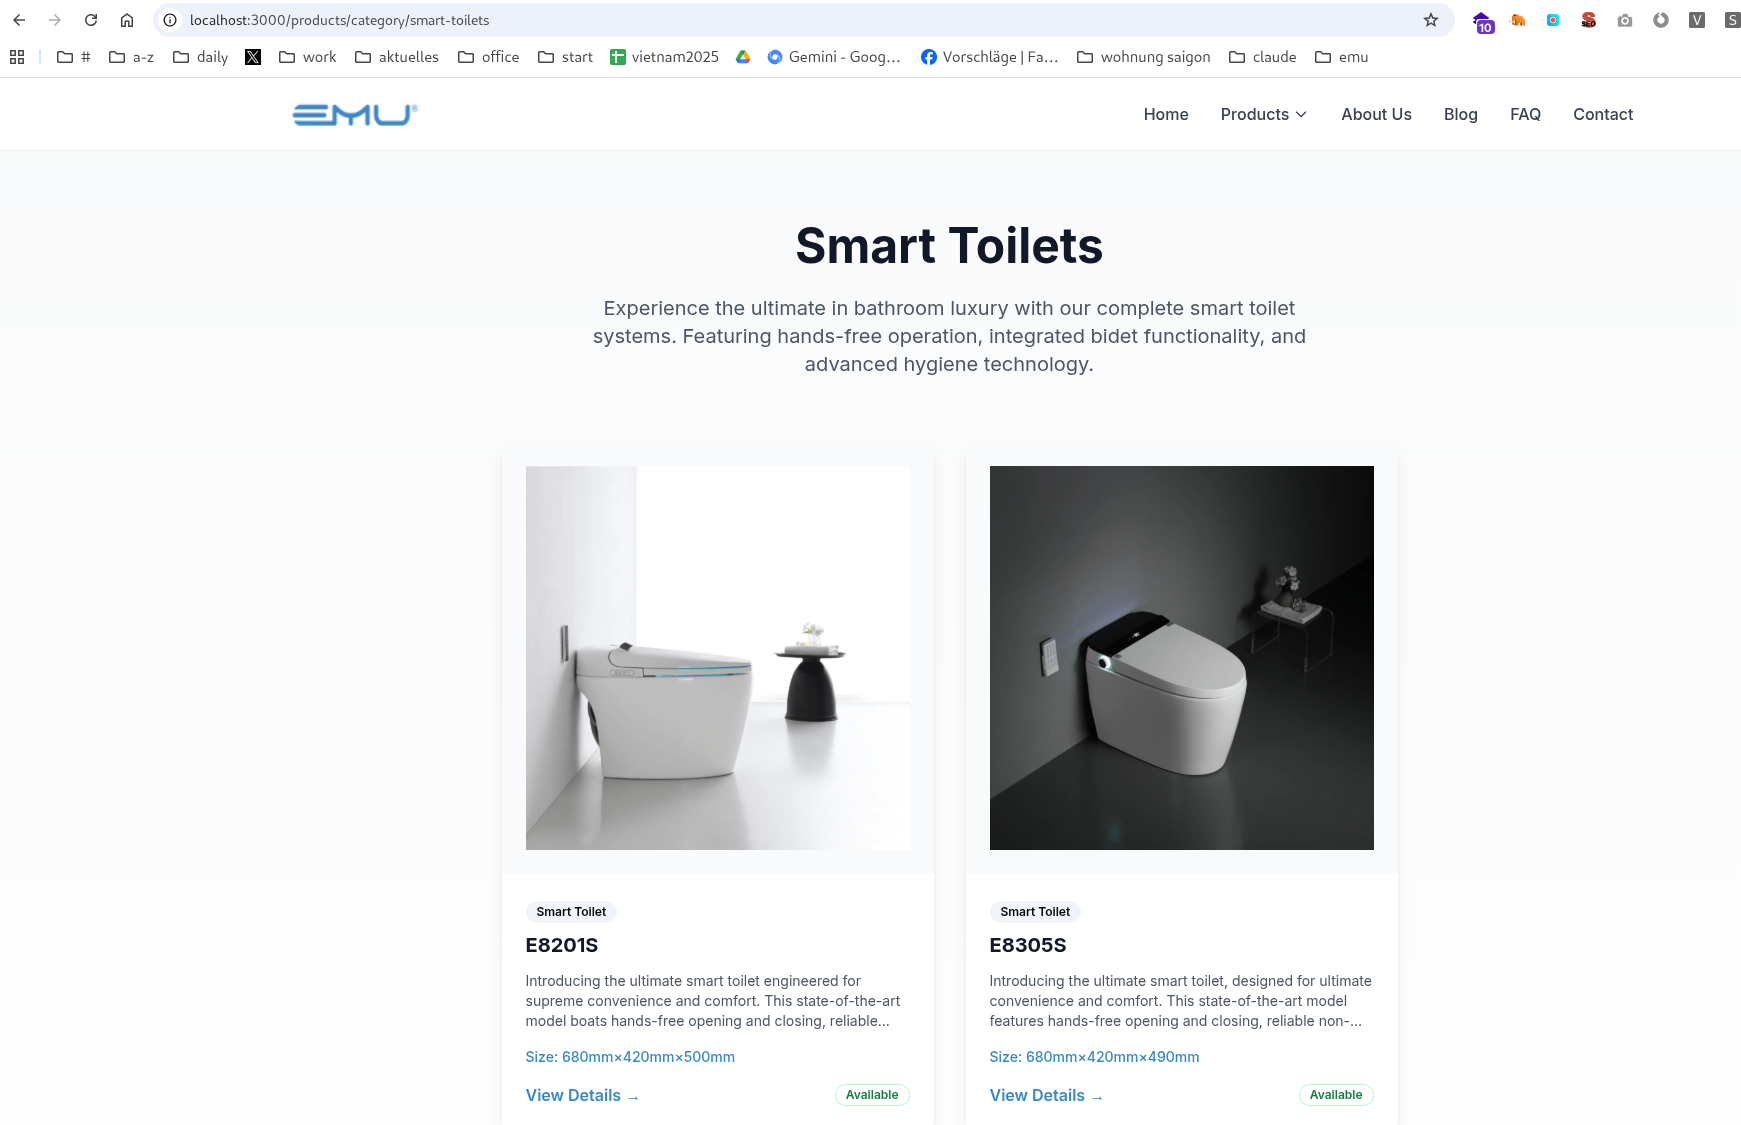 localhost:3000/products/category/smart-toilets
10
V
S
# a-z daily X work aktuelles office start vietnam2025 Gemini - Goog... Vorschläge | Fa... wohnung saigon claude emu
EMU®
Home Products About Us Blog FAQ Contact
Smart Toilets
Experience the ultimate in bathroom luxury with our complete smart toilet
systems. Featuring hands-free operation, integrated bidet functionality, and
advanced hygiene technology.
Smart Toilet
E8201S
Introducing the ultimate smart toilet engineered for
supreme convenience and comfort. This state-of-the-art
model boats hands-free opening and closing, reliable...
Size: 680mm×420mm×500mm
View Details →
Available
Smart Toilet
E8305S
Introducing the ultimate smart toilet, designed for ultimate
convenience and comfort. This state-of-the-art model
features hands-free opening and closing, reliable non-...
Size: 680mm×420mm×490mm
View Details →
Available